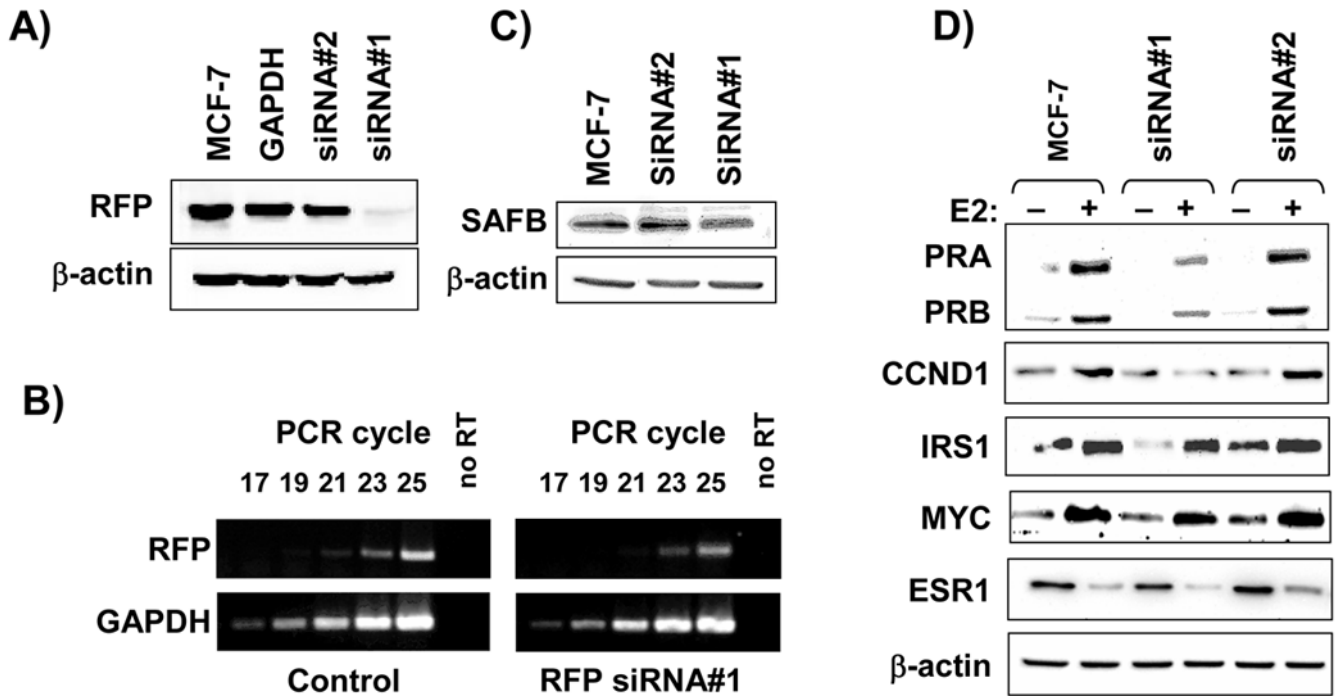 A)
MCF-7
GAPDH
siRNA#2
siRNA#1
RFP
β-actin
B)
PCR cycle
no RT
17 19 21 23 25
PCR cycle
no RT
17 19 21 23 25
RFP
GAPDH
Control
RFP siRNA#1
C)
MCF-7
SiRNA#2
SiRNA#1
SAFB
β-actin
D)
MCF-7
siRNA#1
siRNA#2
E2: – + – + – +
PRA
PRB
CCND1
IRS1
MYC
ESR1
β-actin